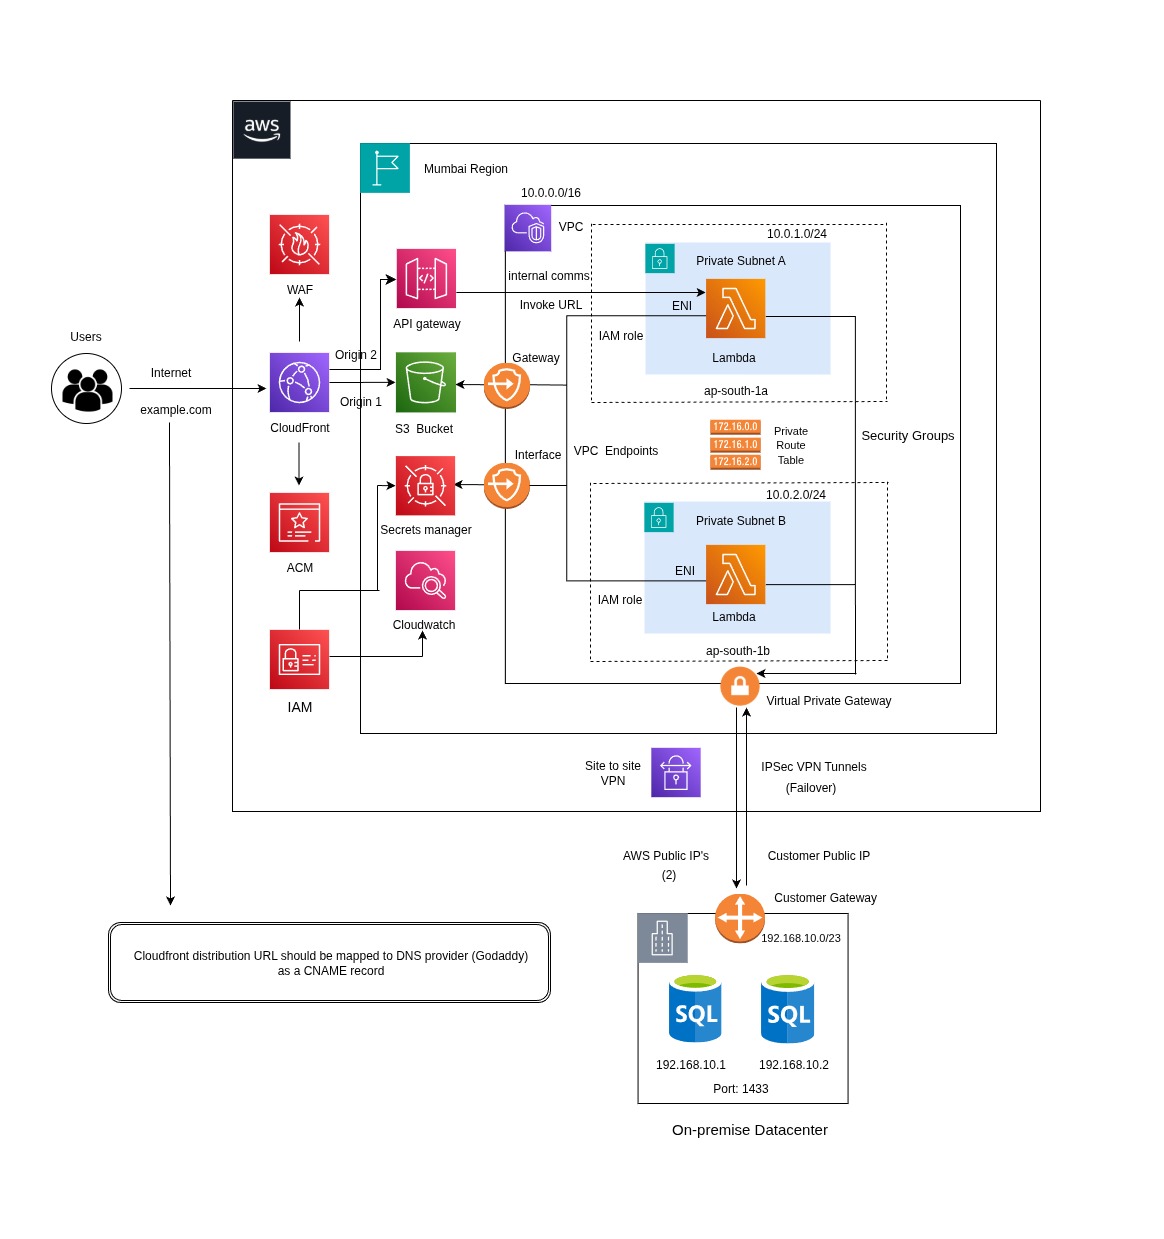 aws
Mumbai Region
10.0.0.0/16
VPC
10.0.1.0/24
Private Subnet A
WAF
internal comms
Invoke URL
ENI
API gateway
IAM role
Users
Lambda
Origin 2
Gateway
Internet
ap-south-1a
example.com
Origin 1
CloudFront
S3  Bucket
172.16.0.0
172.16.1.0
172.16.2.0
Private
Route
Table
Security Groups
Interface
VPC  Endpoints
10.0.2.0/24
Private Subnet B
Secrets manager
ACM
ENI
IAM role
Lambda
Cloudwatch
ap-south-1b
IAM
Virtual Private Gateway
Site to site
VPN
IPSec VPN Tunnels
(Failover)
AWS Public IP's
(2)
Customer Public IP
Customer Gateway
192.168.10.0/23
Cloudfront distribution URL should be mapped to DNS provider (Godaddy)
as a CNAME record
SQL
SQL
192.168.10.1
192.168.10.2
Port: 1433
On-premise Datacenter